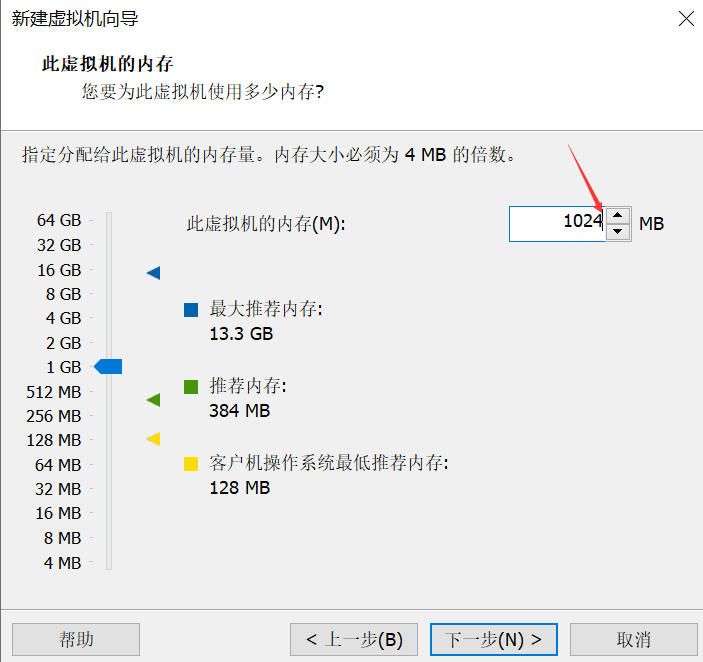 新建虚拟机向导
此虚拟机的内存
您要为此虚拟机使用多少内存?
指定分配给此虚拟机的内存量。内存大小必须为 4 MB 的倍数。
64 GB
32 GB
16 GB
8 GB
4 GB
2 GB
1 GB
512 MB
256 MB
128 MB
64 MB
32 MB
16 MB
8 MB
4 MB
此虚拟机的内存(M):
1024 MB
最大推荐内存:
13.3 GB
推荐内存:
384 MB
客户机操作系统最低推荐内存:
128 MB
帮助
< 上一步(B)
下一步(N) >
取消